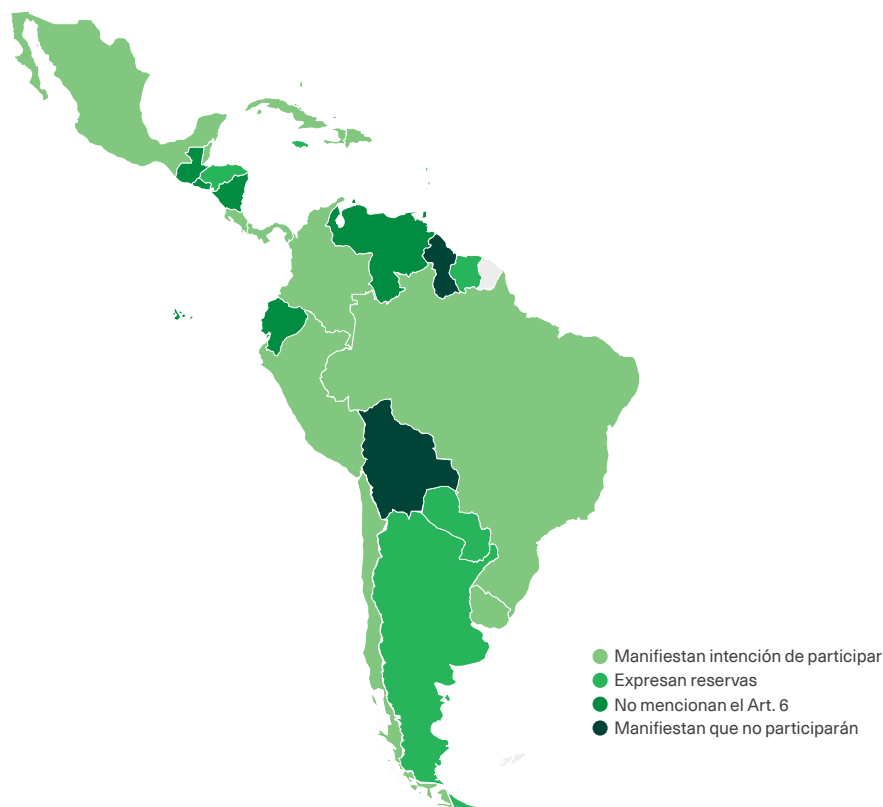 Manifiestan intención de participar
Expresan reservas
No mencionan el Art. 6
Manifiestan que no participarán